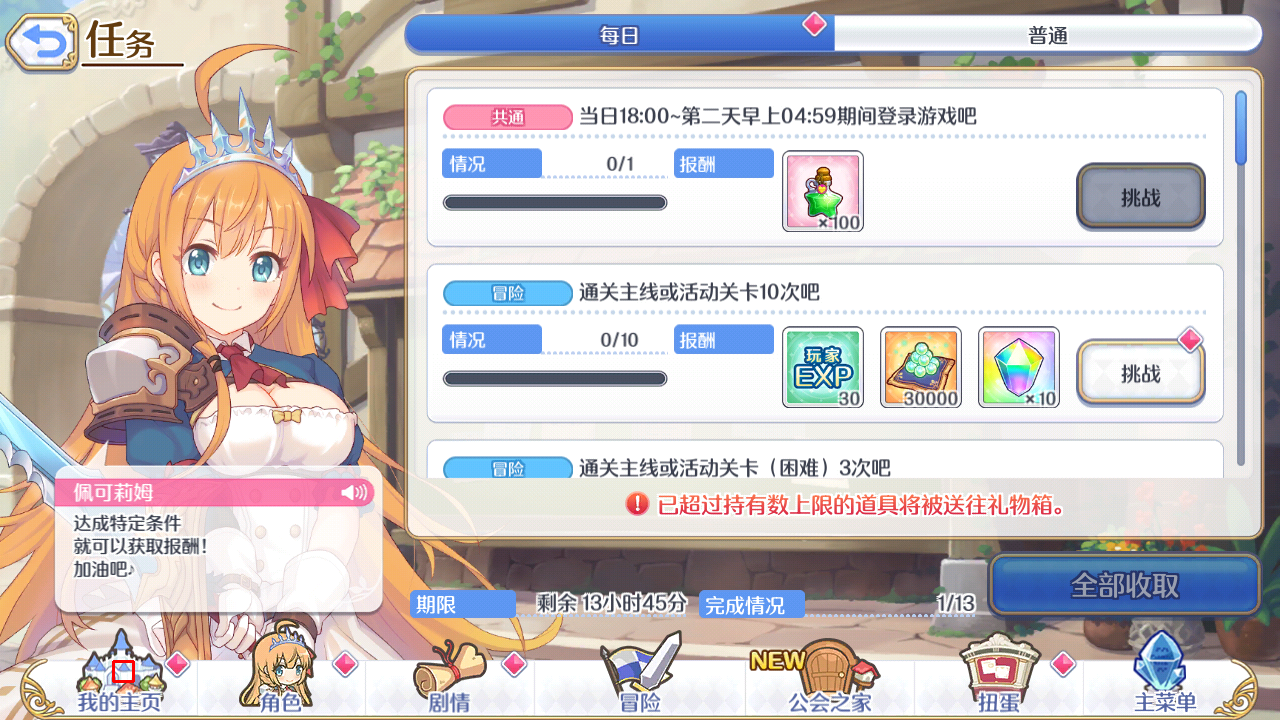 任务
每日
普通
共通 当日18:00~第二天早上04:59期间登录游戏吧
情况 0/1 报酬
×100
挑战
冒险 通关主线或活动关卡10次吧
情况 0/10 报酬
玩家
EXP
30
30000
×10
挑战
冒险 通关主线或活动关卡（困难）3次吧
! 已超过持有数上限的道具将被送往礼物箱。
佩可莉姆
达成特定条件
就可以获取报酬！
加油吧♪
期限 剩余 13小时45分 完成情况 1/13
全部收取
NEW
我的主页
角色
剧情
冒险
公会之家
扭蛋
主菜单